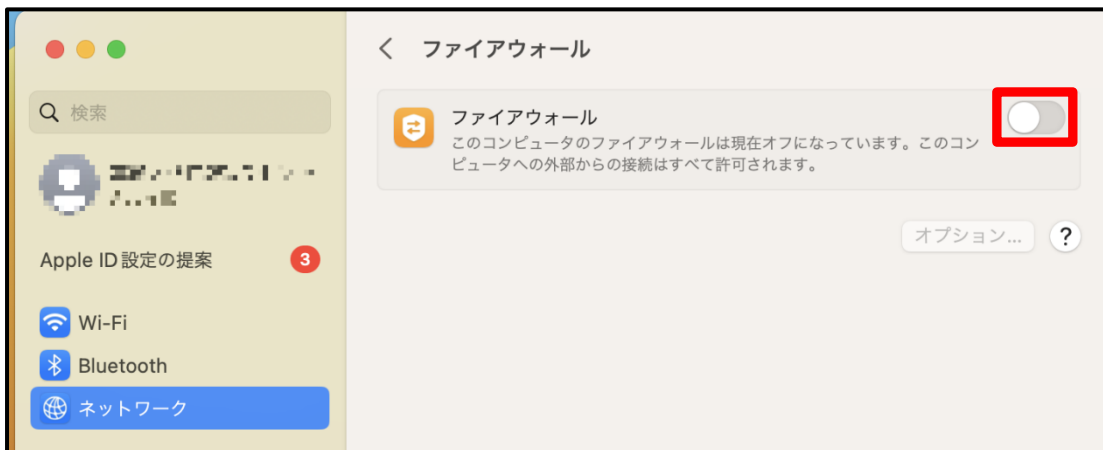 ファイアウォール
検索
ファイアウォール
このコンピュータのファイアウォールは現在オフになっています。このコン
ピュータへの外部からの接続はすべて許可されます。
オプション... ?
Apple ID設定の提案 3
Wi-Fi
Bluetooth
ネットワーク